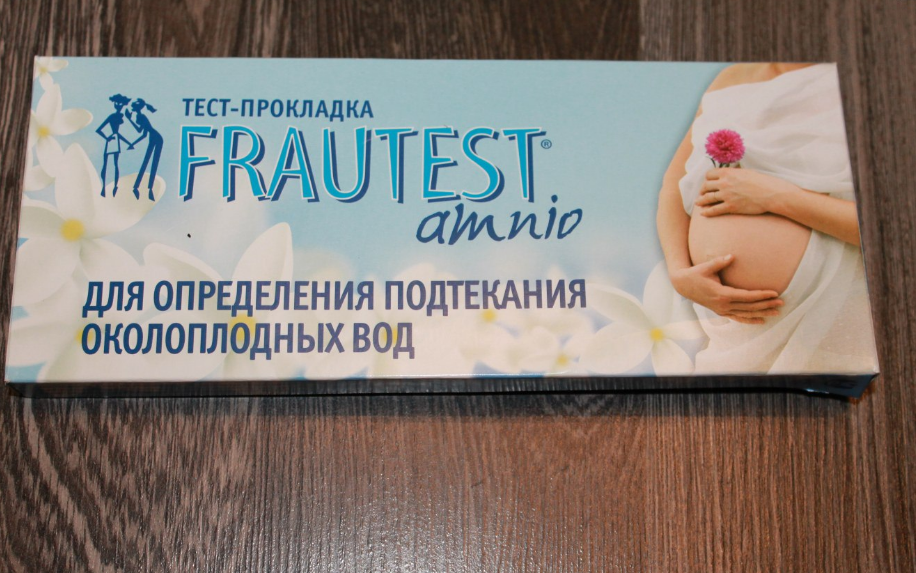 ТЕСТ-ПРОКЛАДКА
FRAUTEST®
amnio
ДЛЯ ОПРЕДЕЛЕНИЯ ПОДТЕКАНИЯ
ОКОЛОПЛОДНЫХ ВОД